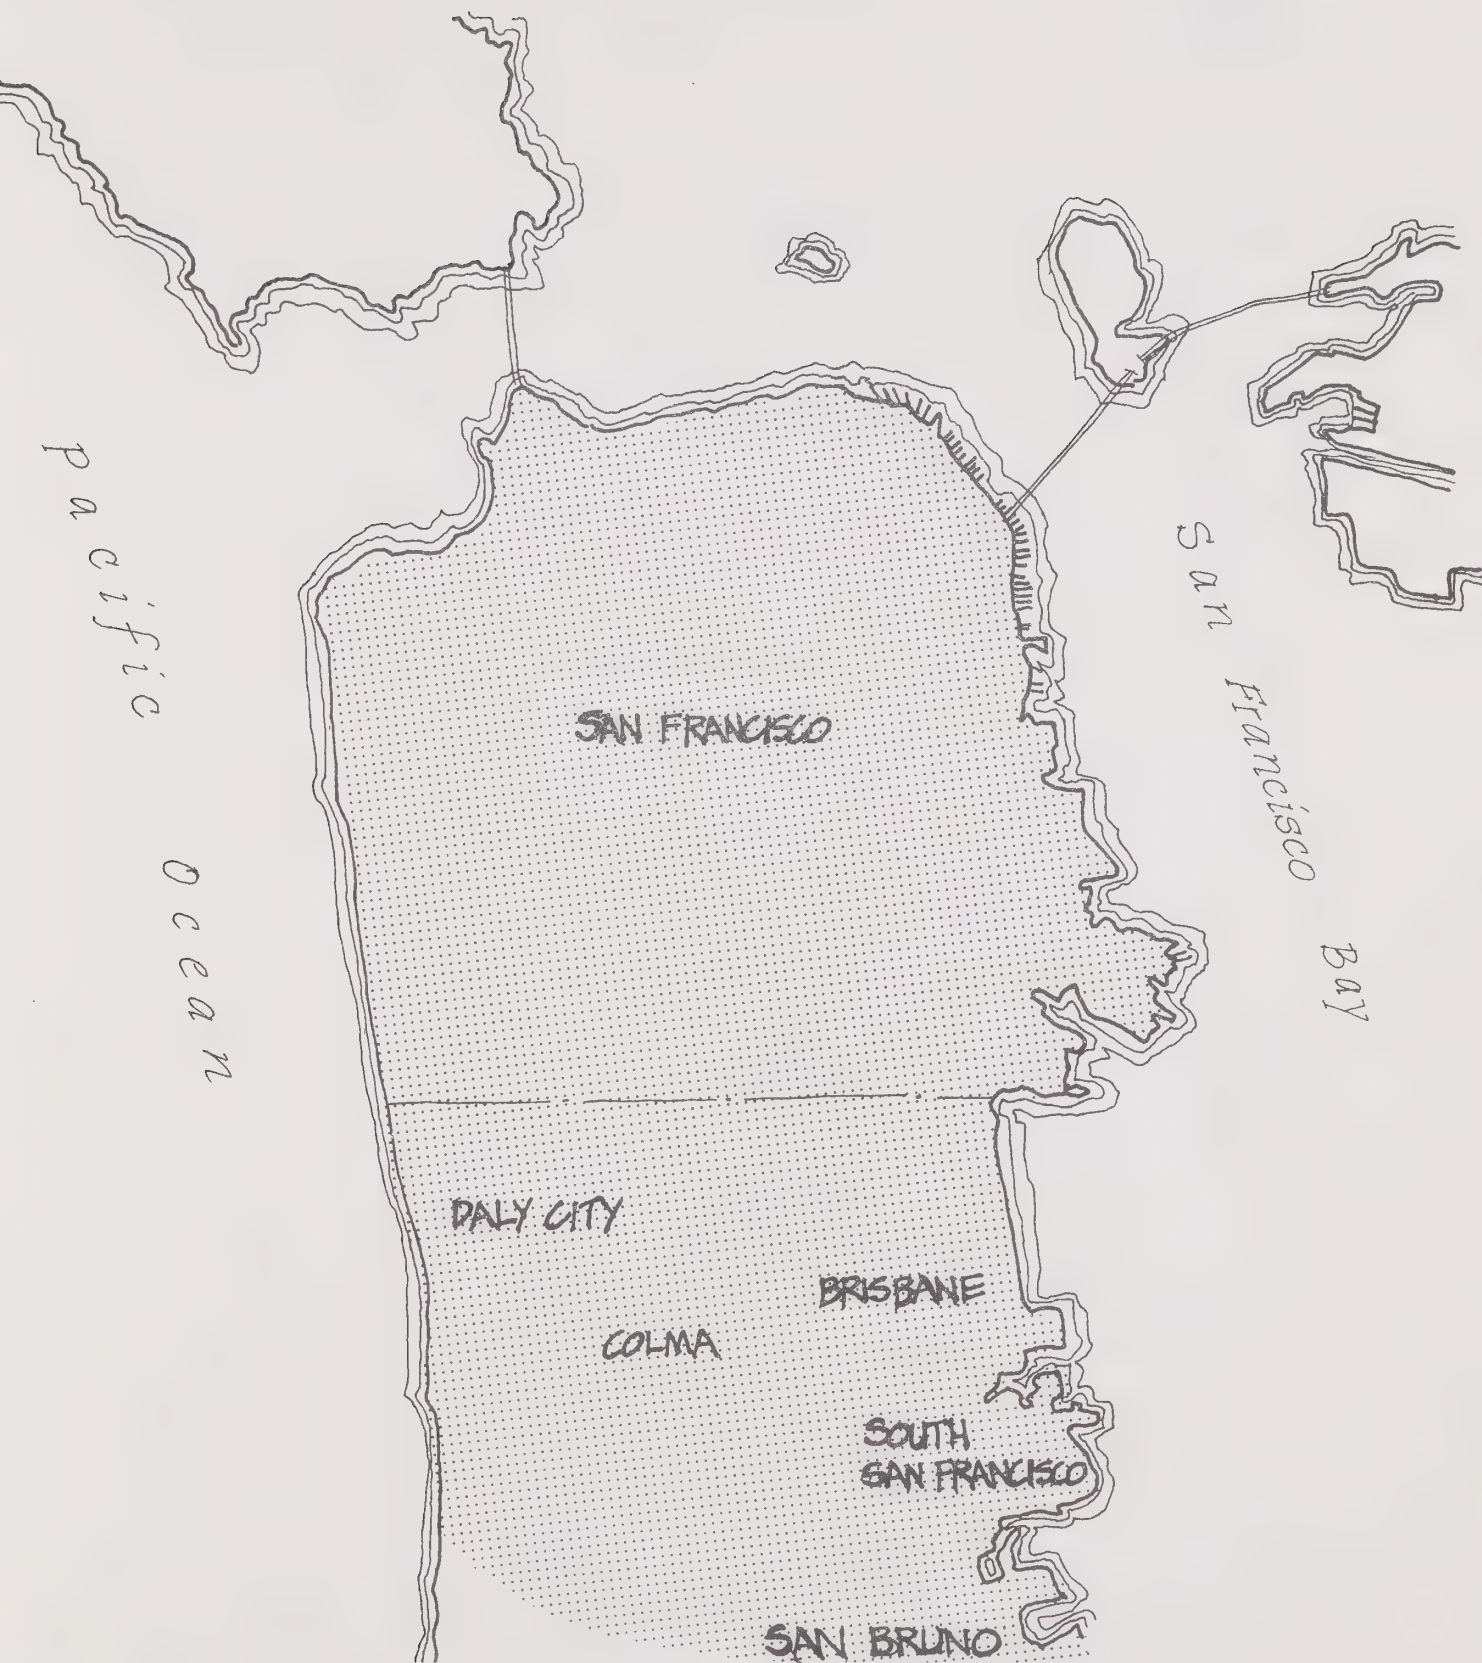 pacific ocean
San Francisco Bay
SAN FRANCISCO
DALY CITY
BRISBANE
COLMA
SOUTH
SAN FRANCISCO
SAN BRUNO